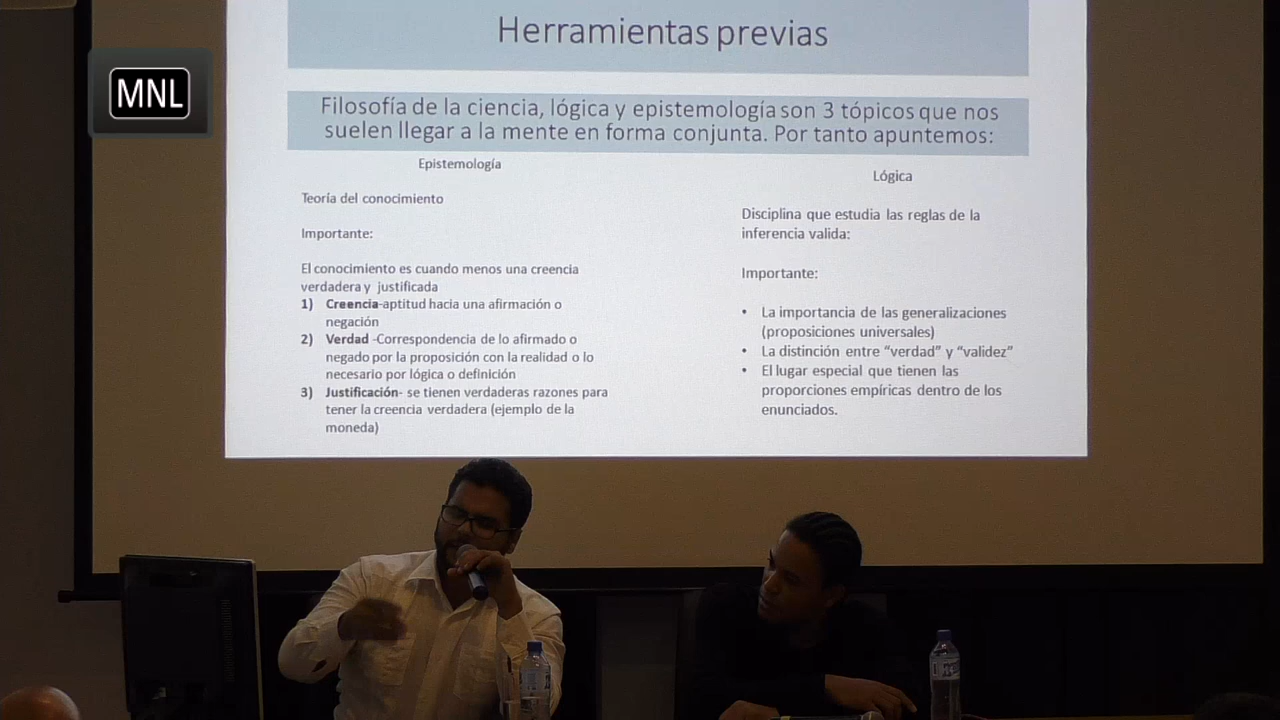 MNL
Herramientas previas
Filosofía de la ciencia, lógica y epistemología son 3 tópicos que nos
suelen llegar a la mente en forma conjunta. Por tanto apuntemos:
Epistemología
Teoría del conocimiento
Importante:
El conocimiento es cuando menos una creencia
verdadera y justificada
1) Creencia-aptitud hacia una afirmación o
negación
2) Verdad -Correspondencia de lo afirmado o
negado por la proposición con la realidad o lo
necesario por lógica o definición
3) Justificación- se tienen verdaderas razones para
tener la creencia verdadera (ejemplo de la
moneda)
Lógica
Disciplina que estudia las reglas de la
inferencia valida:
Importante:
• La importancia de las generalizaciones
(proposiciones universales)
• La distinción entre “verdad” y “validez”
• El lugar especial que tienen las
proporciones empíricas dentro de los
enunciados.